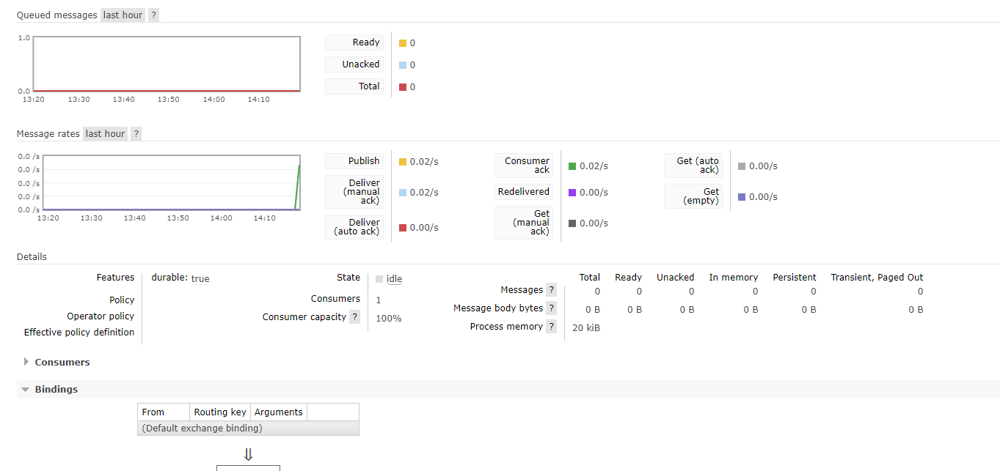 Queued messages last hour ?
1.0
0.0
13:20 13:30 13:40 13:50 14:00 14:10
Ready 0
Unacked 0
Total 0
Message rates last hour ?
0.0 /s
0.0 /s
0.0 /s
0.0 /s
0.0 /s
13:20 13:30 13:40 13:50 14:00 14:10
Publish 0.02/s
Deliver
(manual 0.02/s
ack)
Deliver
(auto ack) 0.00/s
Consumer
ack 0.02/s
Redelivered 0.00/s
Get
(manual 0.00/s
ack)
Get (auto
ack) 0.00/s
Get
(empty) 0.00/s
Details
Features durable: true
Policy
Operator policy
Effective policy definition
State idle
Consumers 1
Consumer capacity ? 100%
Total Ready Unacked In memory Persistent Transient, Paged Out
Messages ? 0 0 0 0 0 0
Message body bytes ? 0 B 0 B 0 B 0 B 0 B 0 B
Process memory ? 20 kiB
Consumers
Bindings
From Routing key Arguments
(Default exchange binding)
⇓